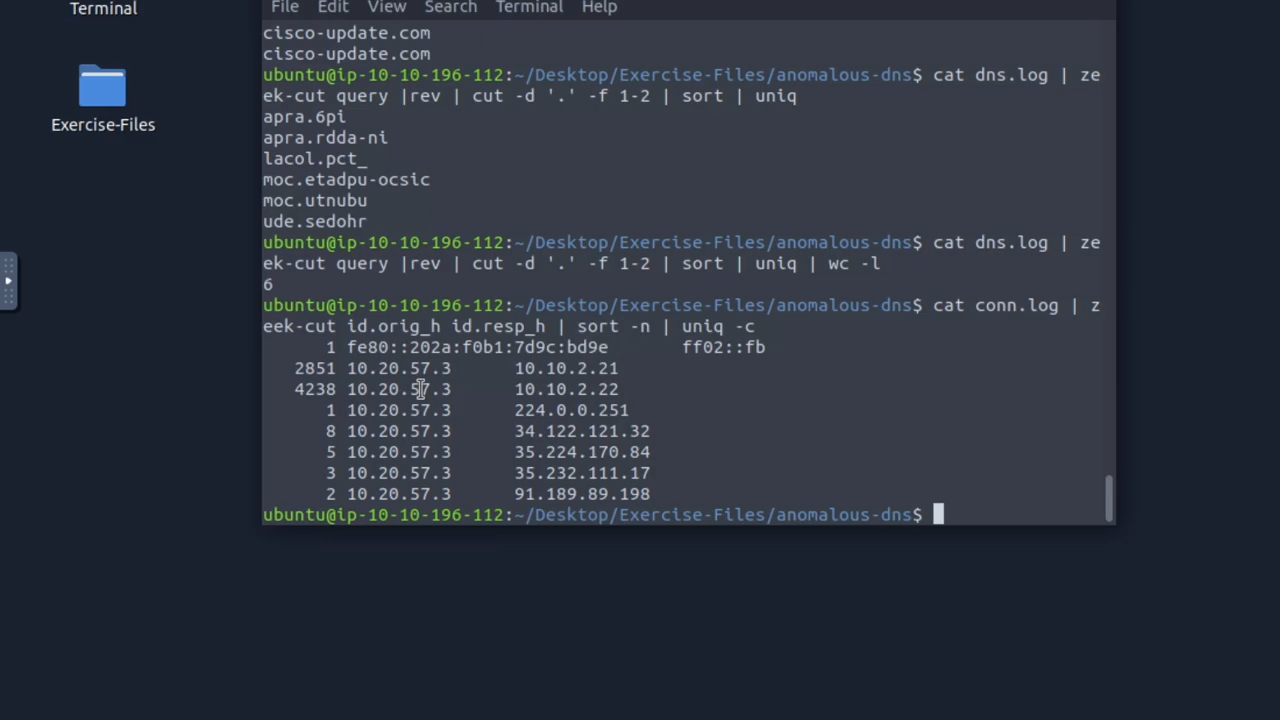 Terminal
Exercise-Files
File Edit View Search Terminal Help
cisco-update.com
cisco-update.com
ubuntu@ip-10-10-196-112:~/Desktop/Exercise-Files/anomalous-dns$ cat dns.log | ze
ek-cut query |rev | cut -d '.' -f 1-2 | sort | uniq
apra.6pi
apra.rdda-ni
lacol.pct_
moc.etadpu-ocsic
moc.utnubu
ude.sedohr
ubuntu@ip-10-10-196-112:~/Desktop/Exercise-Files/anomalous-dns$ cat dns.log | ze
ek-cut query |rev | cut -d '.' -f 1-2 | sort | uniq | wc -l
6
ubuntu@ip-10-10-196-112:~/Desktop/Exercise-Files/anomalous-dns$ cat conn.log | z
eek-cut id.orig_h id.resp_h | sort -n | uniq -c
1 fe80::202a:f0b1:7d9c:bd9e ff02::fb
2851 10.20.57.3 10.10.2.21
4238 10.20.57.3 10.10.2.22
1 10.20.57.3 224.0.0.251
8 10.20.57.3 34.122.121.32
5 10.20.57.3 35.224.170.84
3 10.20.57.3 35.232.111.17
2 10.20.57.3 91.189.89.198
ubuntu@ip-10-10-196-112:~/Desktop/Exercise-Files/anomalous-dns$